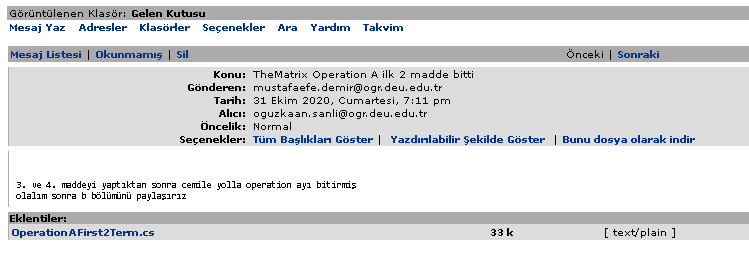 Görüntülenen Klasör: Gelen Kutusu
Mesaj Yaz Adresler Klasörler Seçenekler Ara Yardım Takvim
Mesaj Listesi | Okunmamış | Sil Önceki | Sonraki
Konu: TheMatrix Operation A ilk 2 madde bitti
Gönderen: mustafaefe.demir@ogr.deu.edu.tr
Tarih: 31 Ekim 2020, Cumartesi, 7:11 pm
Alıcı: oguzkaan.sanli@ogr.deu.edu.tr
Öncelik: Normal
Seçenekler: Tüm Başlıkları Göster | Yazdırılabilir Şekilde Göster | Bunu dosya olarak indir
3. ve 4. maddeyi yaptıktan sonra cemile yolla operation ayı bitirmiş
olalım sonra b bölümünü paylaşırız
Eklentiler:
OperationAFirst2Term.cs 33 k [ text/plain ]